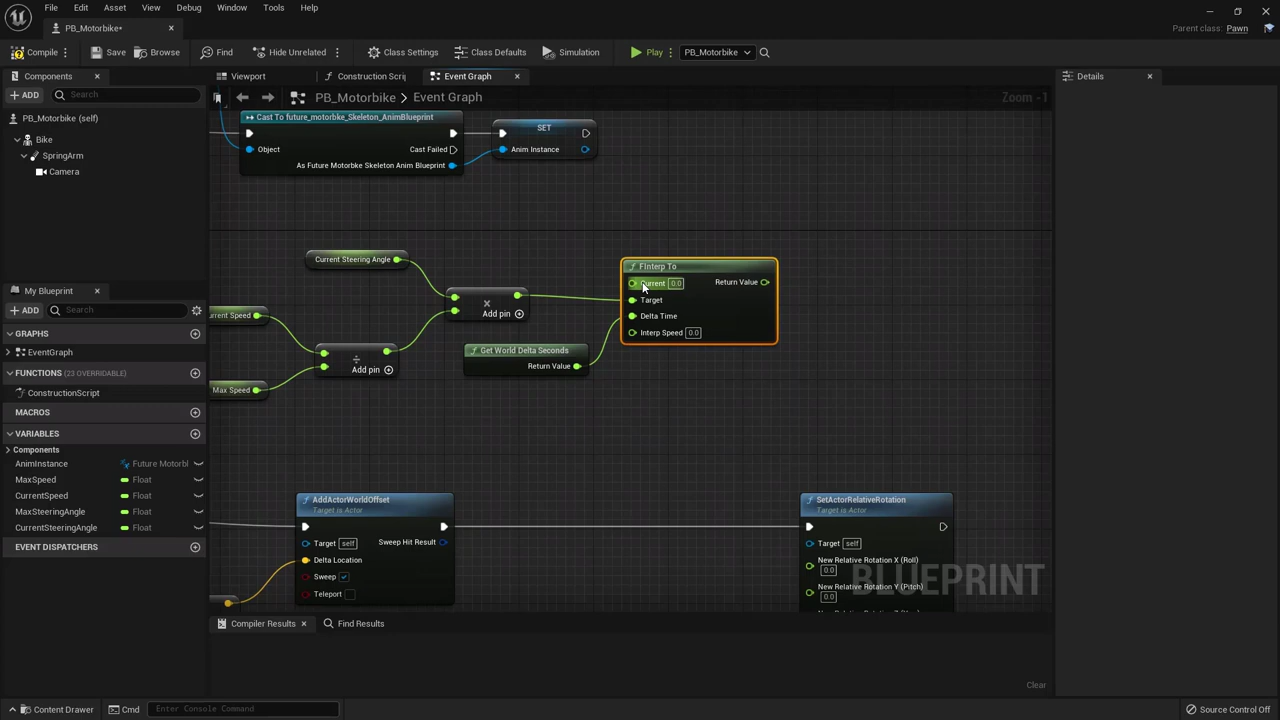 File Edit Asset View Debug Window Tools Help
PB_Motorbike*
Parent class: Pawn
Compile Save Browse Find Hide Unrelated Class Settings Class Defaults Simulation Play PB_Motorbike
Components
ADD Search
PB_Motorbike (self)
Bike
SpringArm
Camera
My Blueprint
ADD Search
GRAPHS
EventGraph
FUNCTIONS (23 OVERRIDABLE)
ConstructionScript
MACROS
VARIABLES
Components
AnimInstance Future Motorbi
MaxSpeed Float
CurrentSpeed Float
MaxSteeringAngle Float
CurrentSteeringAngle Float
EVENT DISPATCHERS
Viewport Construction Scrip Event Graph
PB_Motorbike > Event Graph
Zoom -1
Cast To future_motorbke_Skeleton_AnimBlueprint
Object Cast Failed
As Future Motorbke Skeleton Anim Blueprint
SET
Anim Instance
Current Steering Angle
Add pin
urrent Speed
Max Speed
Add pin
Get World Delta Seconds
Return Value
FInterp To
Current 0.0 Return Value
Target
Delta Time
Interp Speed 0.0
AddActorWorldOffset
Target is Actor
Target self Sweep Hit Result
Delta Location
Sweep
Teleport
SetActorRelativeRotation
Target is Actor
Target self
New Relative Rotation X (Roll)
0.0
New Relative Rotation Y (Pitch)
0.0
BLUEPRINT
Compiler Results Find Results
Clear
Details
Content Drawer Cmd Enter Console Command Source Control Off